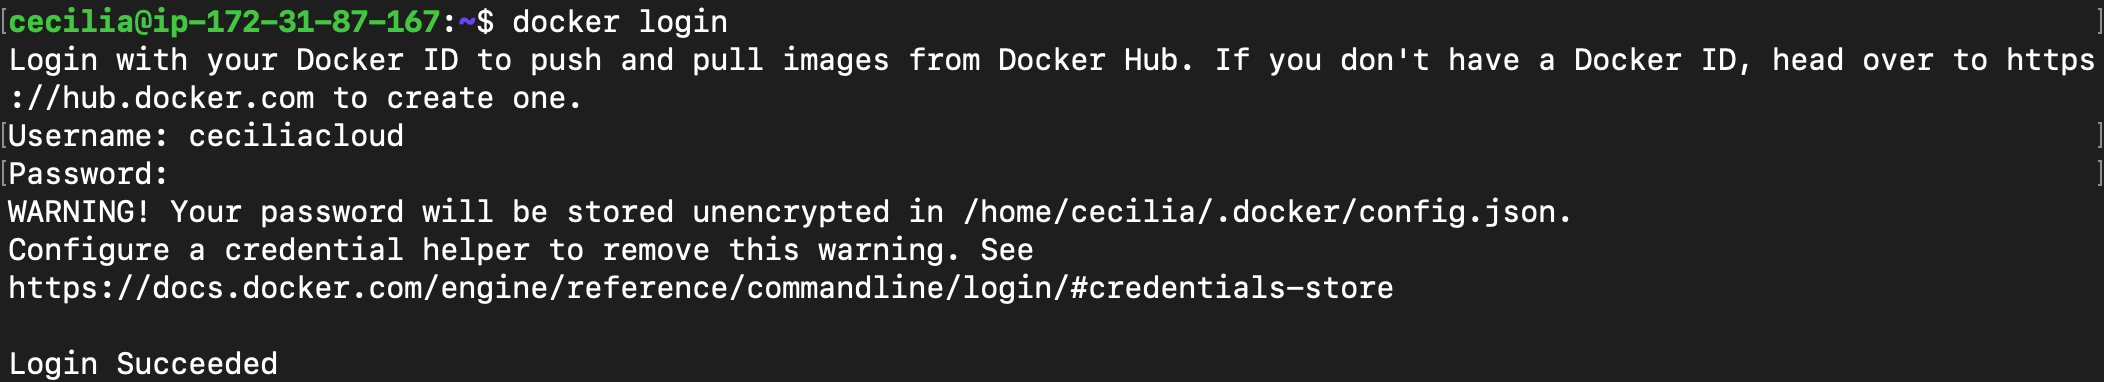 [cecilia@ip-172-31-87-167:~$ docker login ]
Login with your Docker ID to push and pull images from Docker Hub. If you don't have a Docker ID, head over to https
://hub.docker.com to create one.
[Username: ceciliacloud ]
[Password: ]
WARNING! Your password will be stored unencrypted in /home/cecilia/.docker/config.json.
Configure a credential helper to remove this warning. See
https://docs.docker.com/engine/reference/commandline/login/#credentials-store

Login Succeeded